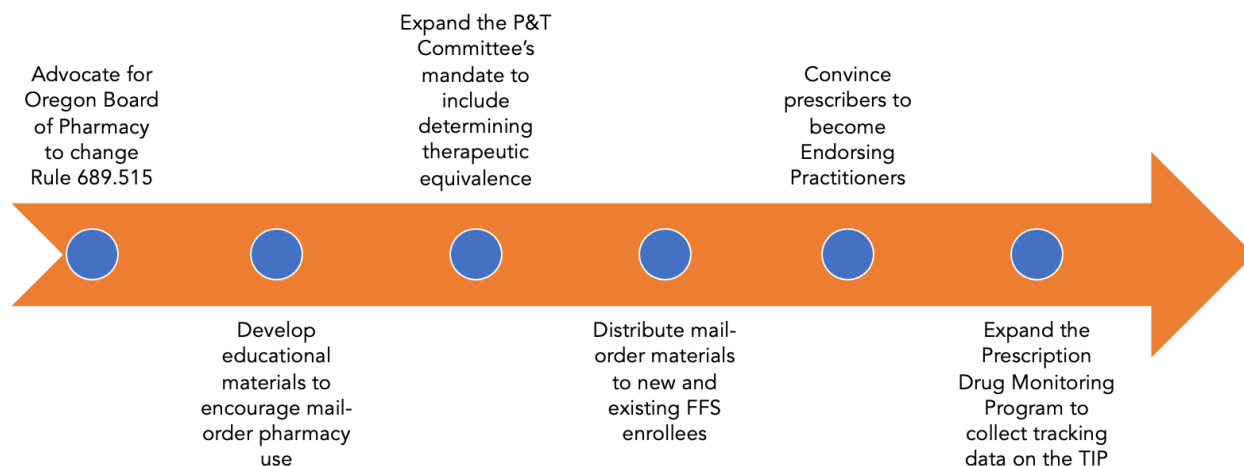 Advocate for
Oregon Board
of Pharmacy
to change
Rule 689.515
Develop
educational
materials to
encourage mail-
order pharmacy
use
Expand the P&T
Committee’s
mandate to
include
determining
therapeutic
equivalence
Distribute mail-
order materials
to new and
existing FFS
enrollees
Convince
prescribers to
become
Endorsing
Practitioners
Expand the
Prescription
Drug Monitoring
Program to
collect tracking
data on the TIP